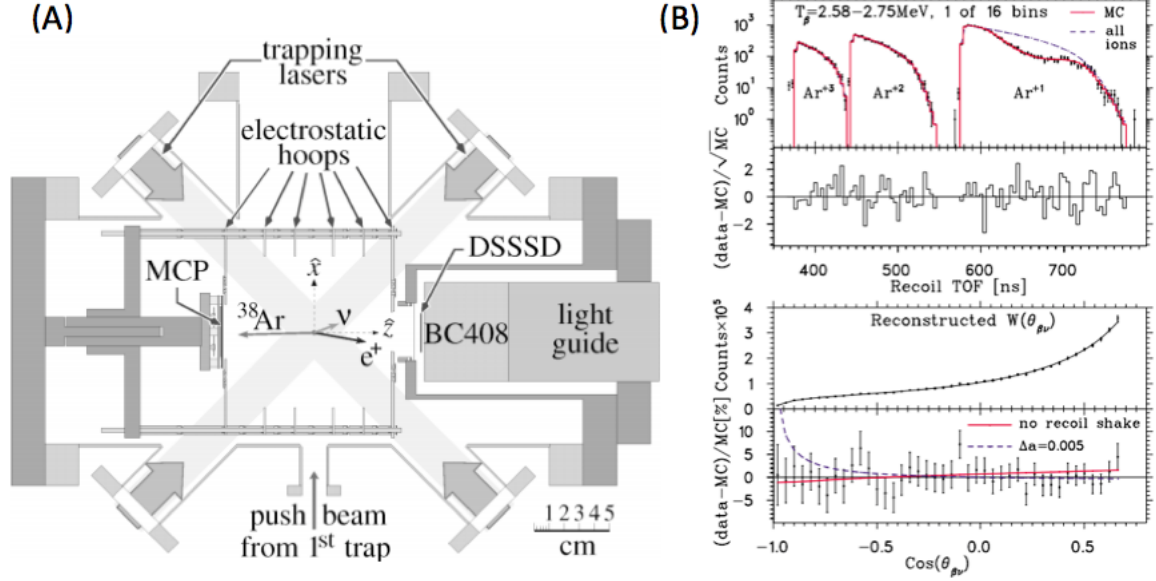 (A)
trapping
lasers
electrostatic
hoops
MCP
DSSSD
x̂
³⁸Ar
ν
ẑ
e⁺
BC408
light
guide
push beam
from 1ˢᵗ trap
1 2 3 4 5
cm
(B)
T_β=2.58−2.75MeV, 1 of 16 bins
MC
all
ions
10³
10²
10¹
10⁰
Counts
Ar⁺³
Ar⁺²
Ar⁺¹
(data−MC)/√MC
2
0
−2
400 500 600 700
Recoil TOF [ns]
Reconstructed W(θ_βν)
Counts×10⁵
4
3
2
1
0
(data−MC)/MC[%]
no recoil shake
Δa=0.005
10
5
0
−5
−1.0 −0.5 0.0 0.5
Cos(θ_βν)